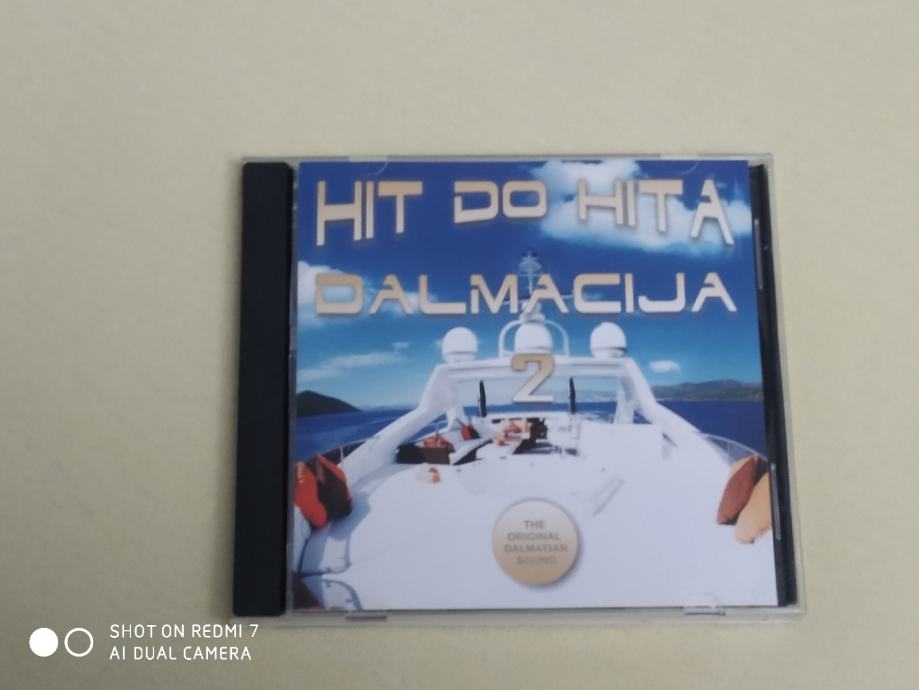 HIT DO HITA
DALMACIJA
2
THE
ORIGINAL
DALMATIAN
SOUND
SHOT ON REDMI 7
AI DUAL CAMERA